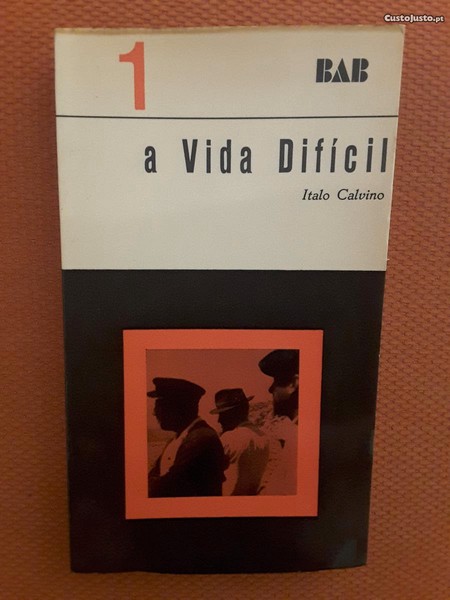 CustoJusto.pt
1
BAB
a Vida Difícil
Italo Calvino